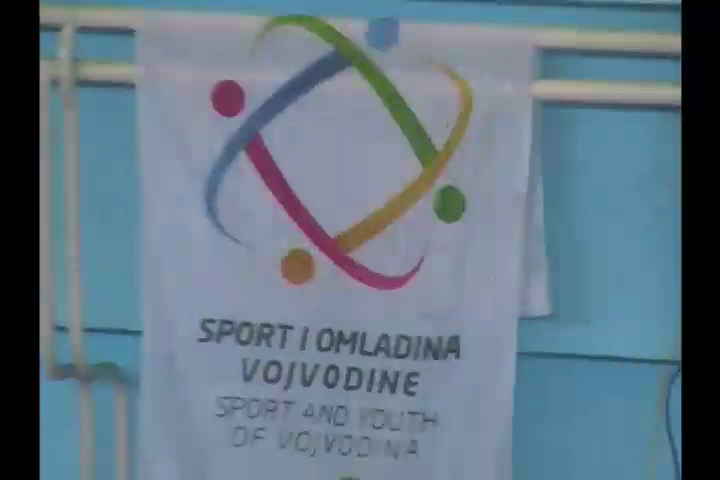 SPORT I OMLADINA
VOJVODINE
SPORT AND YOUTH
OF VOJVODINA